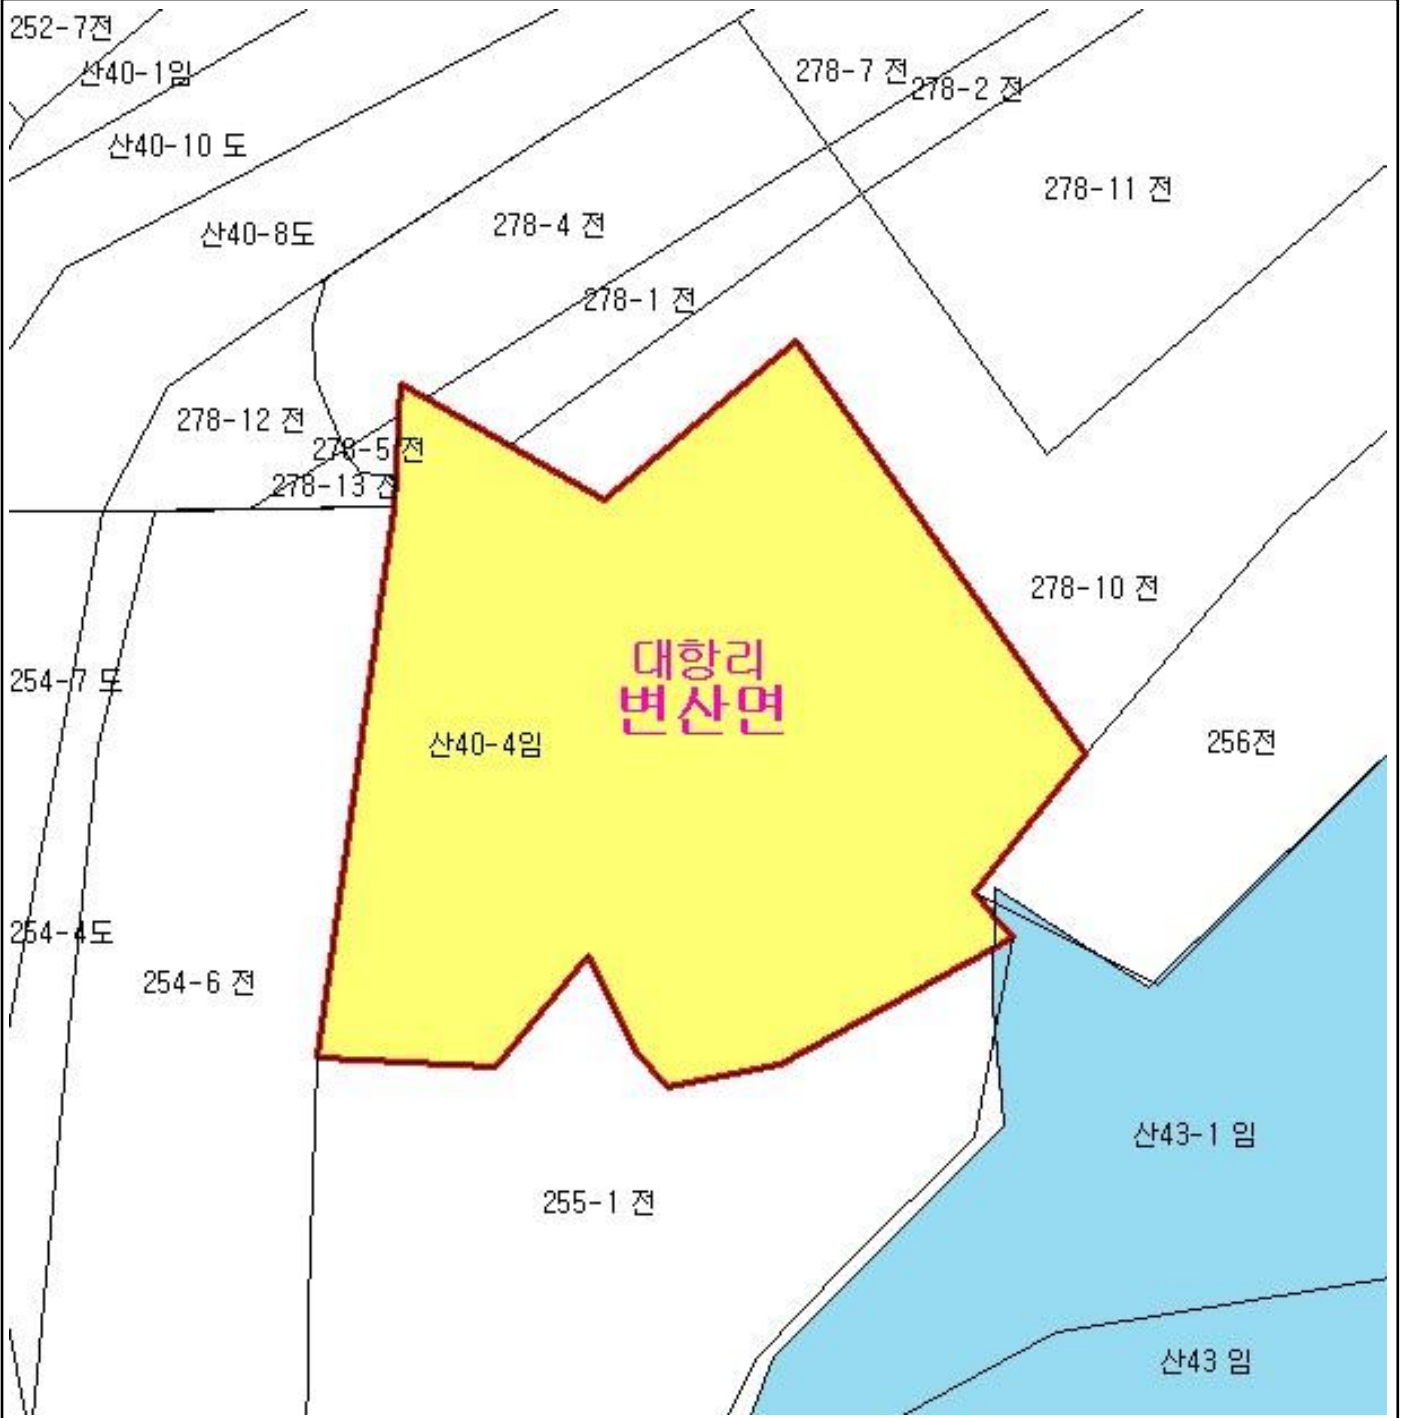 252-7전
산40-1임
278-7 전
278-2 전
산40-10 도
278-11 전
산40-8도
278-4 전
278-1 전
278-12 전
278-5 전
278-13 전
278-10 전
대항리
변산면
254-7 도
산40-4임
256전
254-4도
254-6 전
산43-1 임
255-1 전
산43 임